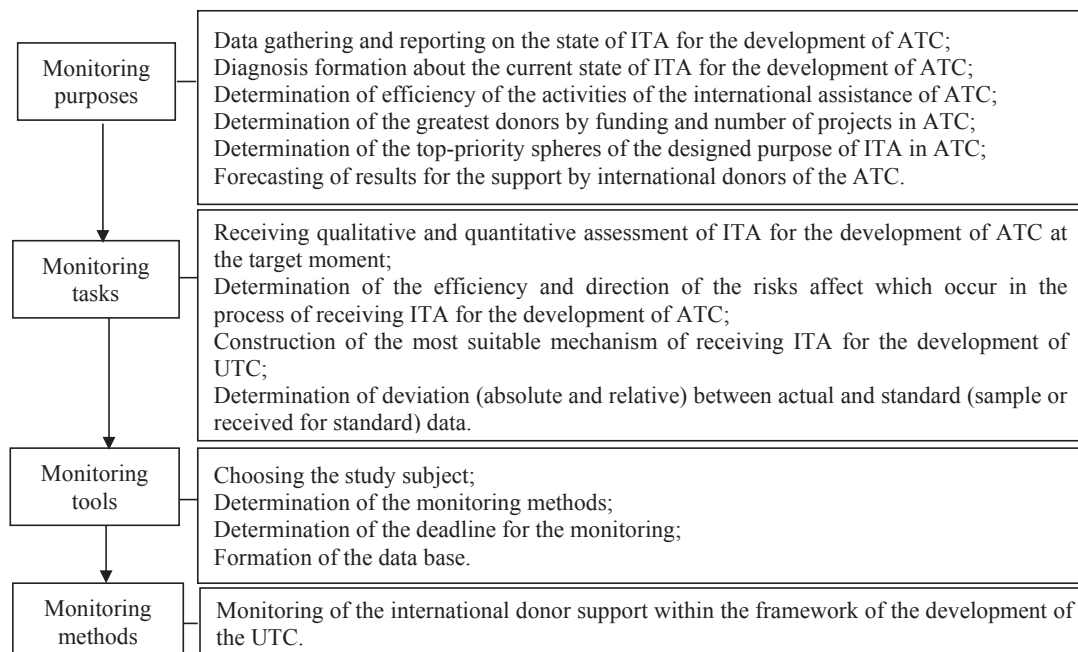 Monitoring
purposes
Data gathering and reporting on the state of ITA for the development of ATC;
Diagnosis formation about the current state of ITA for the development of ATC;
Determination of efficiency of the activities of the international assistance of ATC;
Determination of the greatest donors by funding and number of projects in ATC;
Determination of the top-priority spheres of the designed purpose of ITA in ATC;
Forecasting of results for the support by international donors of the ATC.
Monitoring
tasks
Receiving qualitative and quantitative assessment of ITA for the development of ATC at
the target moment;
Determination of the efficiency and direction of the risks affect which occur in the
process of receiving ITA for the development of ATC;
Construction of the most suitable mechanism of receiving ITA for the development of
UTC;
Determination of deviation (absolute and relative) between actual and standard (sample or
received for standard) data.
Monitoring
tools
Choosing the study subject;
Determination of the monitoring methods;
Determination of the deadline for the monitoring;
Formation of the data base.
Monitoring
methods
Monitoring of the international donor support within the framework of the development of
the UTC.